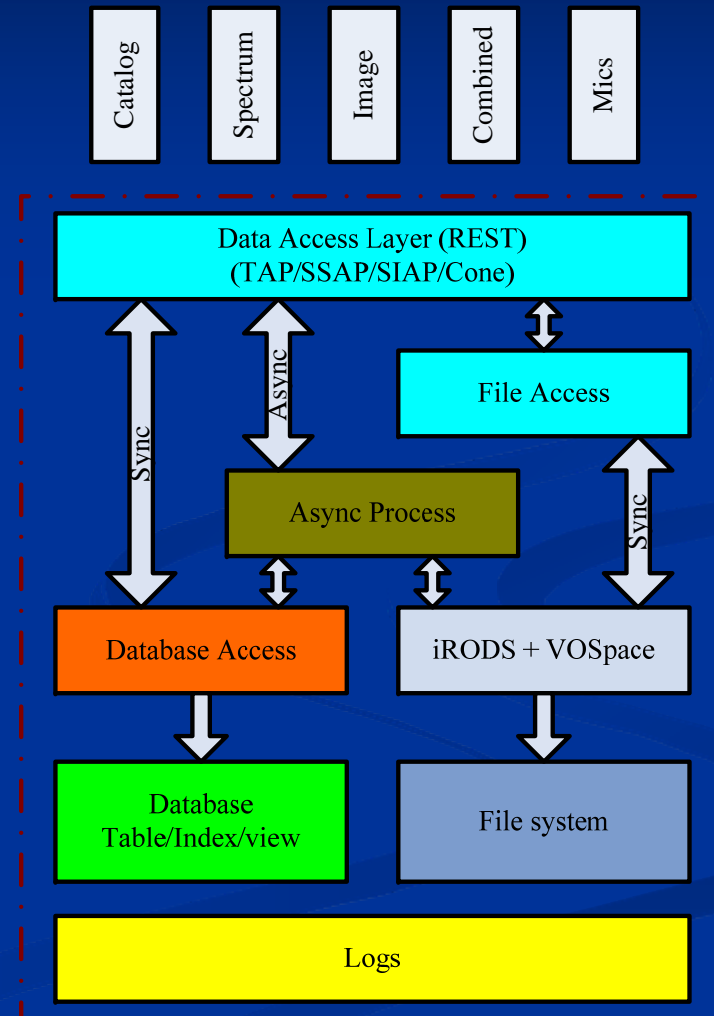 Catalog
Spectrum
Image
Combined
Mics
Data Access Layer (REST)
(TAP/SSAP/SIAP/Cone)
Sync
Async
File Access
Async Process
Sync
Database Access
iRODS + VOSpace
Database
Table/Index/view
File system
Logs